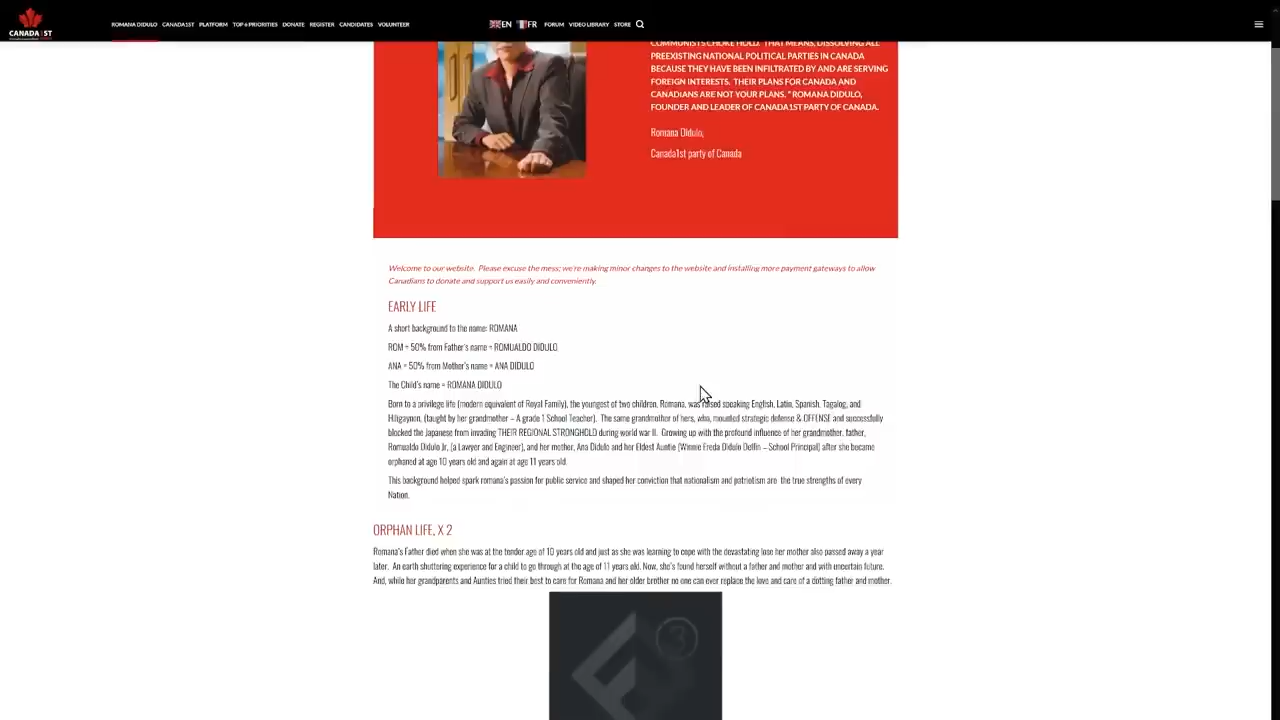 ROMANA DIDULO CANADA1ST PLATFORM TOP 6 PRIORITIES DONATE REGISTER CANDIDATES VOLUNTEER EN FR FORUM VIDEO LIBRARY STORE
CANADA1ST
COMMUNISTS CHOKE HOLD. THAT MEANS, DISSOLVING ALL
PREEXISTING NATIONAL POLITICAL PARTIES IN CANADA
BECAUSE THEY HAVE BEEN INFILTRATED BY AND ARE SERVING
FOREIGN INTERESTS. THEIR PLANS FOR CANADA AND
CANADIANS ARE NOT YOUR PLANS. " ROMANA DIDULO,
FOUNDER AND LEADER OF CANADA1ST PARTY OF CANADA.
Romana Didulo,
Canada1st party of Canada
Welcome to our website. Please excuse the mess; we're making minor changes to the website and installing more payment gateways to allow
Canadians to donate and support us easily and conveniently.
EARLY LIFE
A short background to the name: ROMANA
ROM = 50% from Father's name = ROMUALDO DIDULO
ANA = 50% from Mother's name = ANA DIDULO
The Child's name = ROMANA DIDULO
Born to a privilege life (modern equivalent of Royal Family), the youngest of two children, Romana, was raised speaking English, Latin, Spanish, Tagalog, and
Hiligaynon, (taught by her grandmother – A grade 1 School Teacher). The same grandmother of hers, who, mounted strategic defense & OFFENSE and successfully
blocked the Japanese from invading THEIR REGIONAL STRONGHOLD during world war II. Growing up with the profound influence of her grandmother, father,
Romualdo Didulo Jr, (a Lawyer and Engineer), and her mother, Ana Didulo and her Eldest Auntie (Winnie Freda Didulo Delfin – School Principal) after she became
orphaned at age 10 years old and again at age 11 years old.
This background helped spark romana's passion for public service and shaped her conviction that nationalism and patriotism are the true strengths of every
Nation.
ORPHAN LIFE, X 2
Romana's Father died when she was at the tender age of 10 years old and just as she was learning to cope with the devastating lose her mother also passed away a year
later. An earth shuttering experience for a child to go through at the age of 11 years old. Now, she's found herself without a father and mother and with uncertain future.
And, while her grandparents and Aunties tried their best to care for Romana and her older brother no one can ever replace the love and care of a dotting father and mother.
3